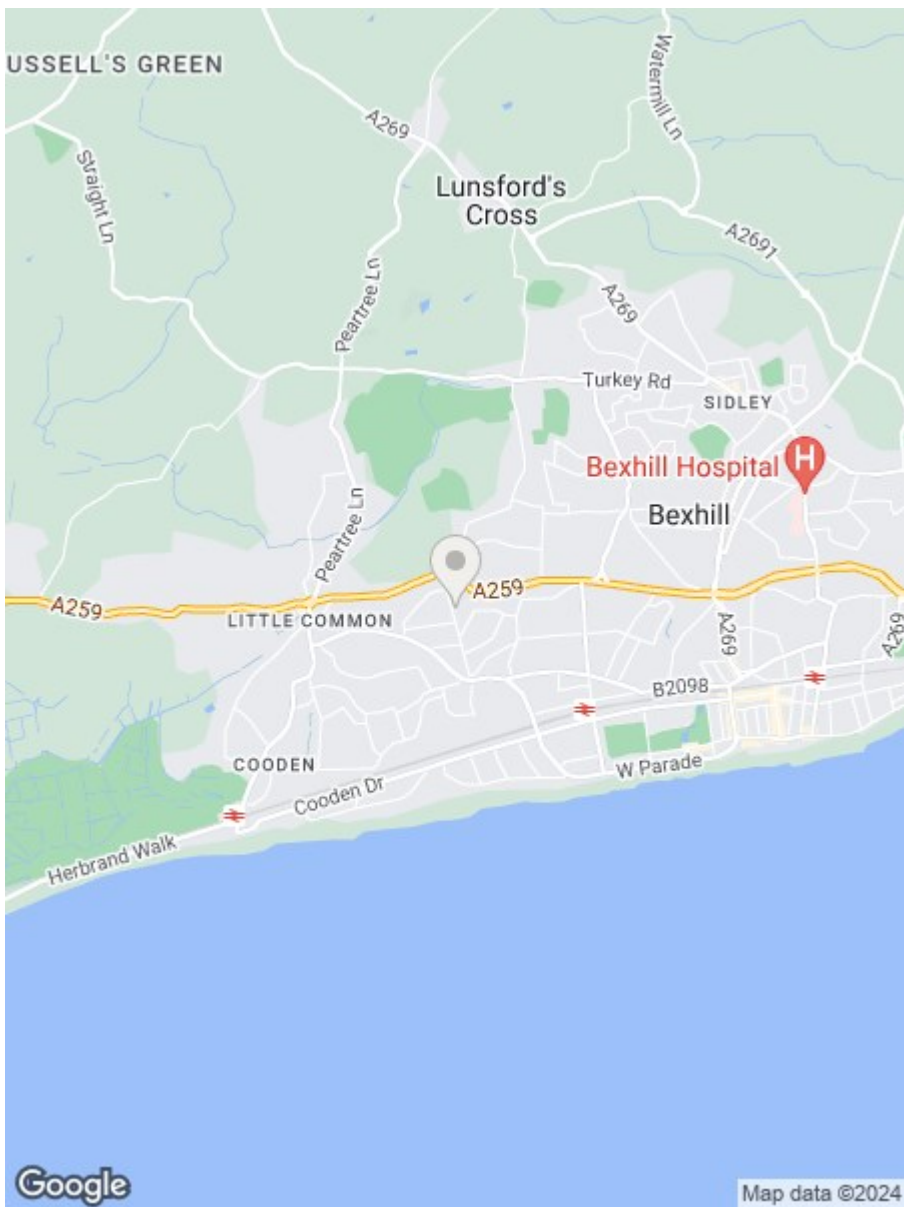 USSELL'S GREEN
Watermill Ln
A269
Straight Ln
Lunsford's
Cross
A2691
Peartree Ln
A269
Turkey Rd
SIDLEY
Bexhill Hospital
H
Bexhill
Peartree Ln
A259
A259
LITTLE COMMON
A269
A269
B2098
COODEN
W Parade
Cooden Dr
Herbrand Walk
Google
Map data ©2024